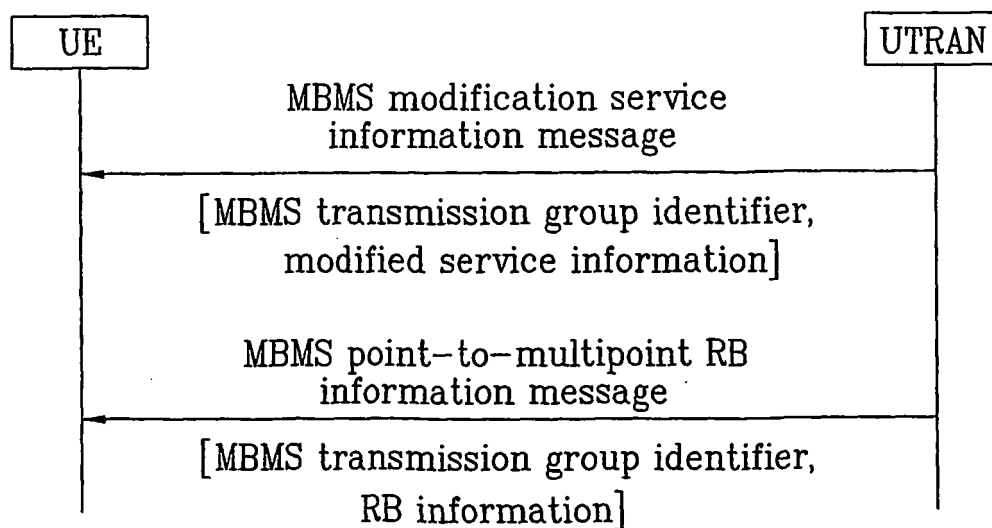 UE
UTRAN
MBMS modification service
information message
[MBMS transmission group identifier,
modified service information]
MBMS point-to-multipoint RB
information message
[MBMS transmission group identifier,
RB information]